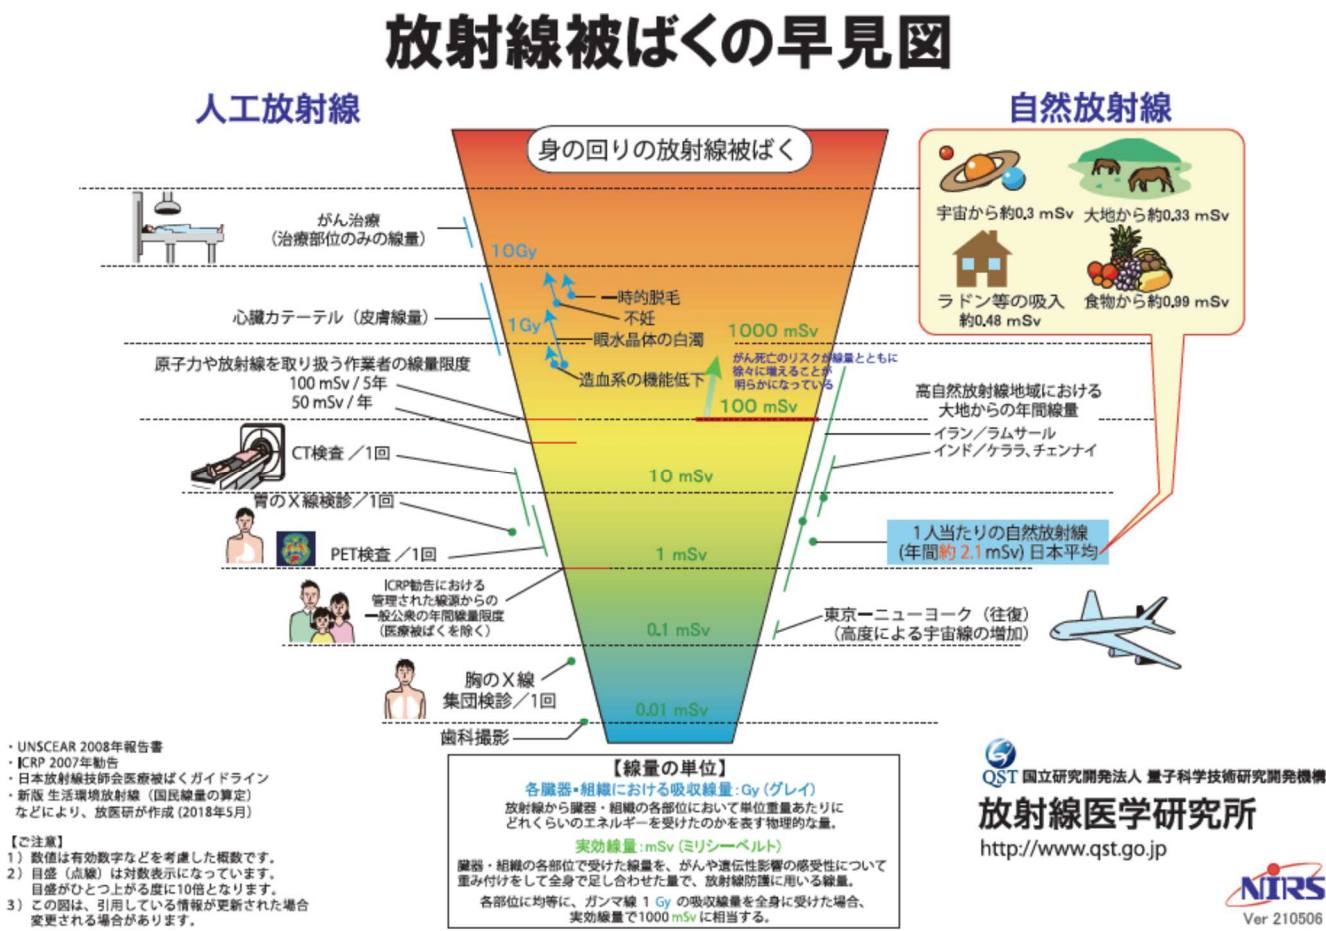 放射線被ばくの早見図
人工放射線
自然放射線
身の回りの放射線被ばく
宇宙から約0.3 mSv
大地から約0.33 mSv
ラドン等の吸入
約0.48 mSv
食物から約0.99 mSv
がん治療
(治療部位のみの線量)
10Gy
心臓カテーテル（皮膚線量）
1Gy
一時的脱毛
不妊
眼水晶体の白濁
造血系の機能低下
1000 mSv
がん死亡のリスクが線量とともに
徐々に増えることが
明らかになっている
100 mSv
原子力や放射線を取り扱う作業者の線量限度
100 mSv / 5年
50 mSv / 年
高自然放射線地域における
大地からの年間線量
イラン／ラムサール
インド／ケララ、チェンナイ
CT検査 ／1回
10 mSv
胃のX線検診／1回
PET検査 ／1回
1 mSv
1人当たりの自然放射線
(年間約 2.1mSv) 日本平均
ICRP勧告における
管理された線源からの
一般公衆の年間線量限度
（医療被ばくを除く）
0.1 mSv
東京ーニューヨーク（往復）
（高度による宇宙線の増加）
胸のX線
集団検診／1回
0.01 mSv
歯科撮影
・UNSCEAR 2008年報告書
・ICRP 2007年勧告
・日本放射線技師会医療被ばくガイドライン
・新版 生活環境放射線（国民線量の算定）
などにより、放医研が作成 (2018年5月)
【ご注意】
1）数値は有効数字などを考慮した概数です。
2）目盛（点線）は対数表示になっています。
目盛がひとつ上がる度に10倍となります。
3）この図は、引用している情報が更新された場合
変更される場合があります。
【線量の単位】
各臓器・組織における吸収線量：Gy（グレイ）
放射線から臓器・組織の各部位において単位重量あたりに
どれくらいのエネルギーを受けたのかを表す物理的な量。
実効線量：mSv（ミリシーベルト）
臓器・組織の各部位で受けた線量を、がんや遺伝性影響の感受性について
重み付けをして全身で足し合わせた量で、放射線防護に用いる線量。
各部位に均等に、ガンマ線 1 Gy の吸収線量を全身に受けた場合、
実効線量で1000 mSv に相当する。
QST 国立研究開発法人 量子科学技術研究開発機構
放射線医学研究所
http://www.qst.go.jp
NIRS
Ver 210506